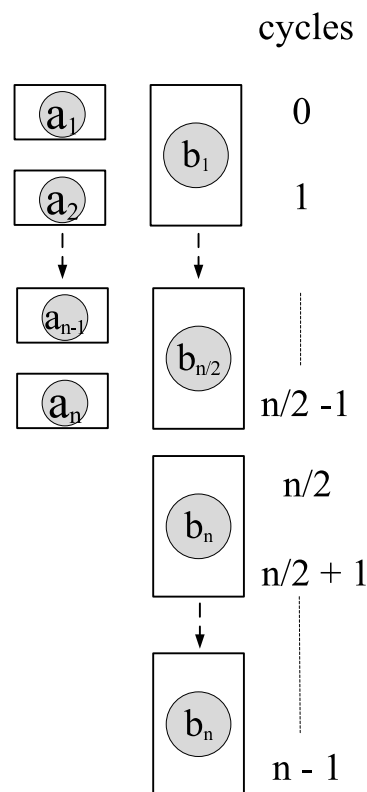 cycles
a1 b1 0
a2 1
an-1 bn/2
an n/2 -1
bn n/2
n/2 + 1
bn
n - 1